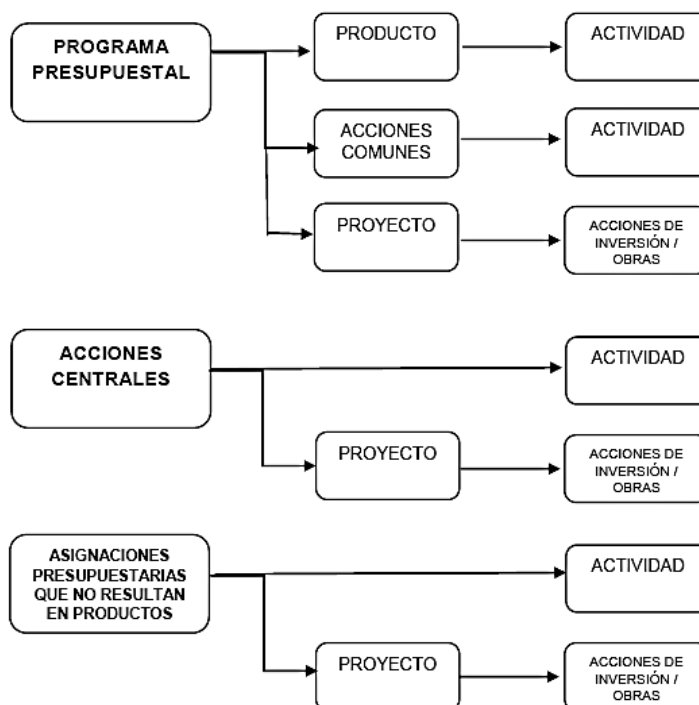 PROGRAMA
PRESUPUESTAL
PRODUCTO
ACTIVIDAD
ACCIONES
COMUNES
ACTIVIDAD
PROYECTO
ACCIONES DE
INVERSIÓN /
OBRAS
ACCIONES
CENTRALES
ACTIVIDAD
PROYECTO
ACCIONES DE
INVERSIÓN /
OBRAS
ASIGNACIONES
PRESUPUESTARIAS
QUE NO RESULTAN
EN PRODUCTOS
ACTIVIDAD
PROYECTO
ACCIONES DE
INVERSIÓN /
OBRAS